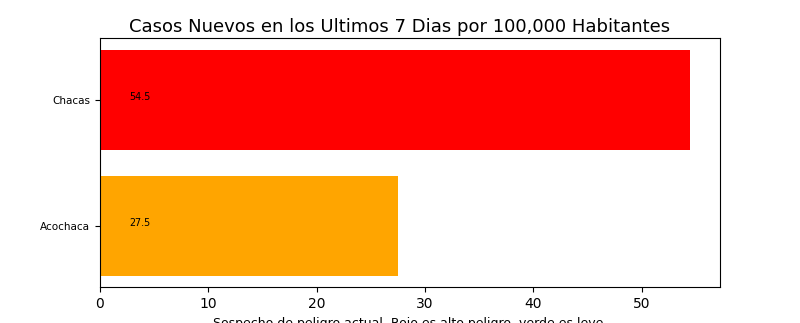 Casos Nuevos en los Ultimos 7 Dias por 100,000 Habitantes
Chacas
54.5
Acochaca
27.5
0 10 20 30 40 50
Sospecho de peligro actual. Rojo es alto peligro, verde es leve